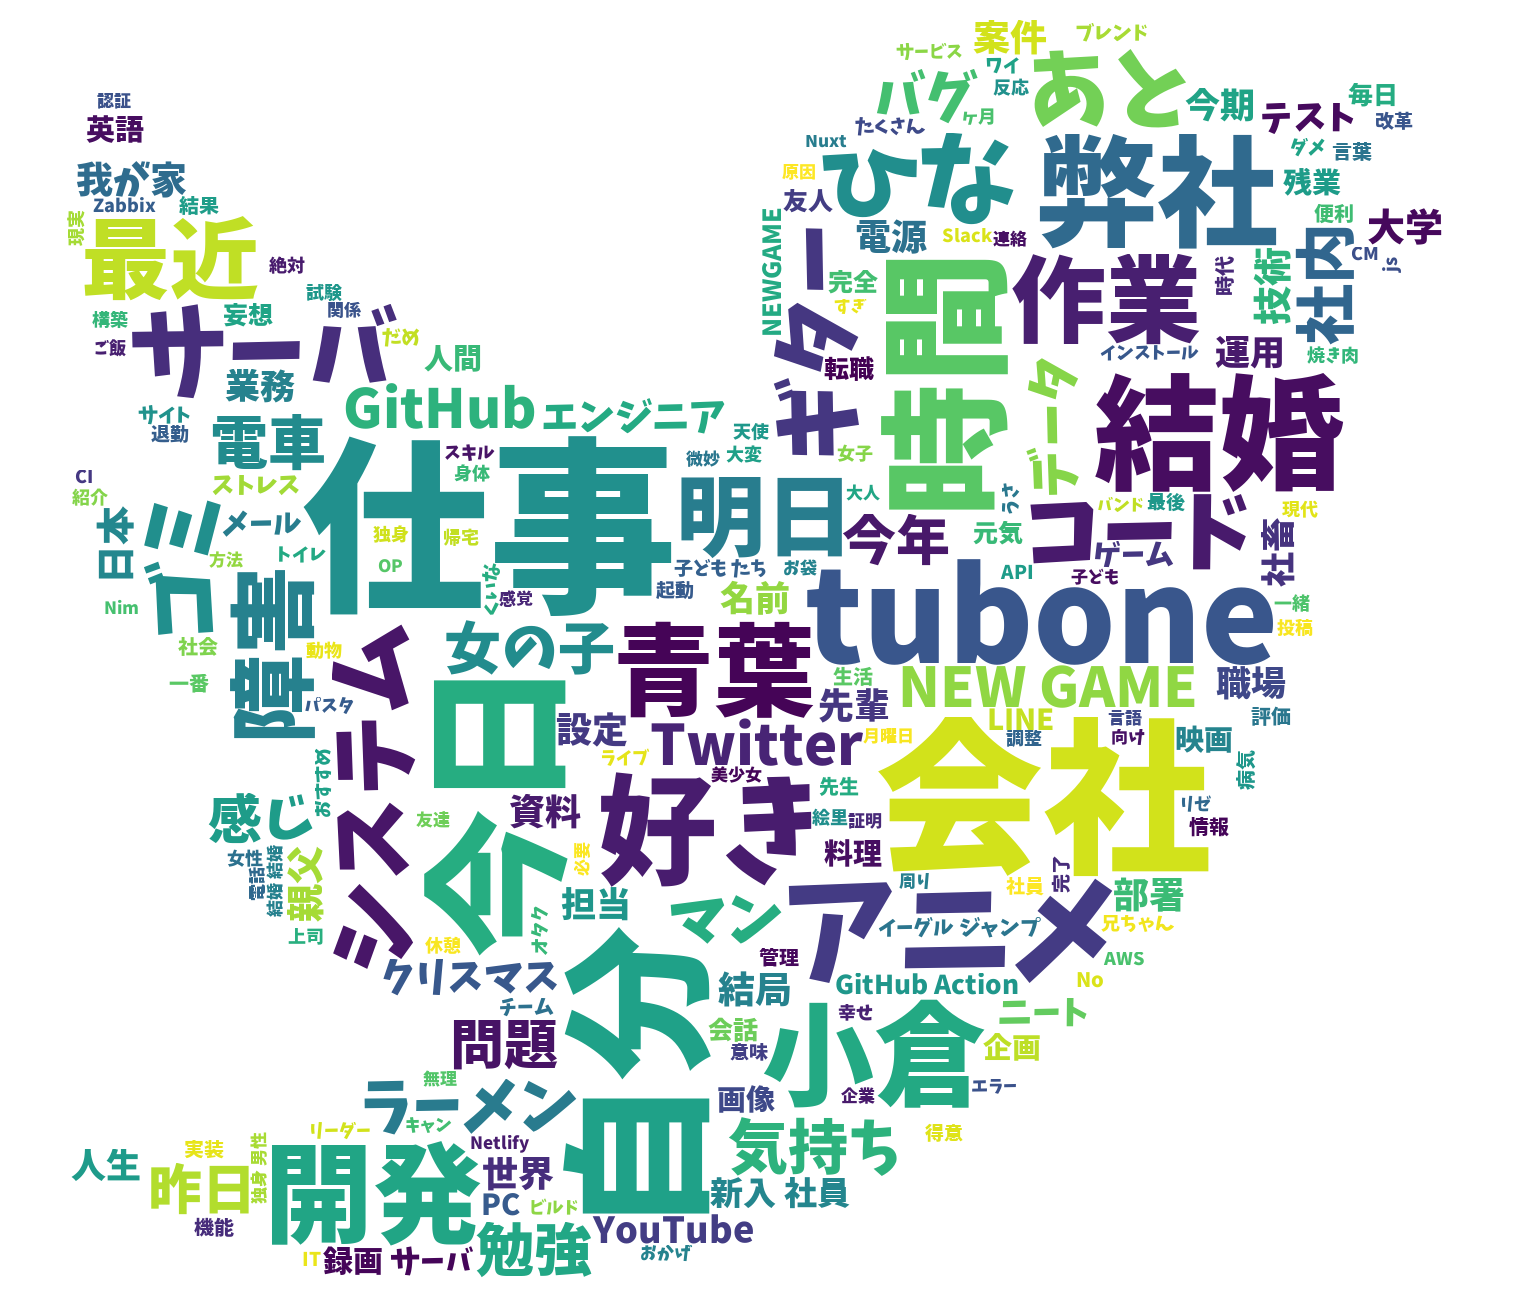 案件
ブレンド
サービス
ワイ
あと
反応
バグ
ヶ月
今期
毎日
テスト
改革
認証
英語
たくさん
Nuxt
ひな
弊社
ダメ
言葉
残業
原因
我が家
Zabbix
結果
友人
便利
大学
現実
最近
電源
Slack
連絡
NEWGAME
ギター
社内
CM
js
技術
時代
絶対
作業
時間
完全
すぎ
試験
関係
妄想
構築
サーバ
だめ
ご飯
人間
インストール
運用
焼き肉
転職
データ
結婚
業務
GitHub
エンジニア
サイト
退勤
電車
天使
大変
微妙
女子
スキル
身体
仕事
明日
CI
紹介
ストレス
大人
うさ
バンド
最後
現代
コード
ゴミ
メール
日本
今年
元気
社畜
独身
帰宅
トイレ
方法
OP
ゲーム
子どもたち
お袋
API
子ども
くいな
感覚
起動
名前
tubone
一緒
投稿
Nim
障害
社会
動物
システム
女の子
青葉
一番
生活
NEW GAME
職場
パスタ
今日
先輩
設定
LINE
言語
評価
Twitter
月曜日
調整
向け
映画
ライブ
美少女
会社
病気
おすすめ
好き
先生
リゼ
感じ
資料
友達
絵里
証明
情報
女性
電話
結婚 結婚
親父
必要
料理
完了
周り
社員
部署
担当
マン
アニメ
オタク
イーグル ジャンプ
兄ちゃん
上司
休憩
管理
AWS
クリスマス
自分
結局
GitHub Action
No
チーム
幸せ
ニート
問題
会話
意味
小倉
企画
無理
ラーメン
画像
企業
エラー
キャン
リーダー
Netlify
気持ち
得意
人生
実装
昨日
独身 男性
開発
世界
PC
ビルド
新入 社員
機能
YouTube
おかげ
IT
録画 サーバ
勉強